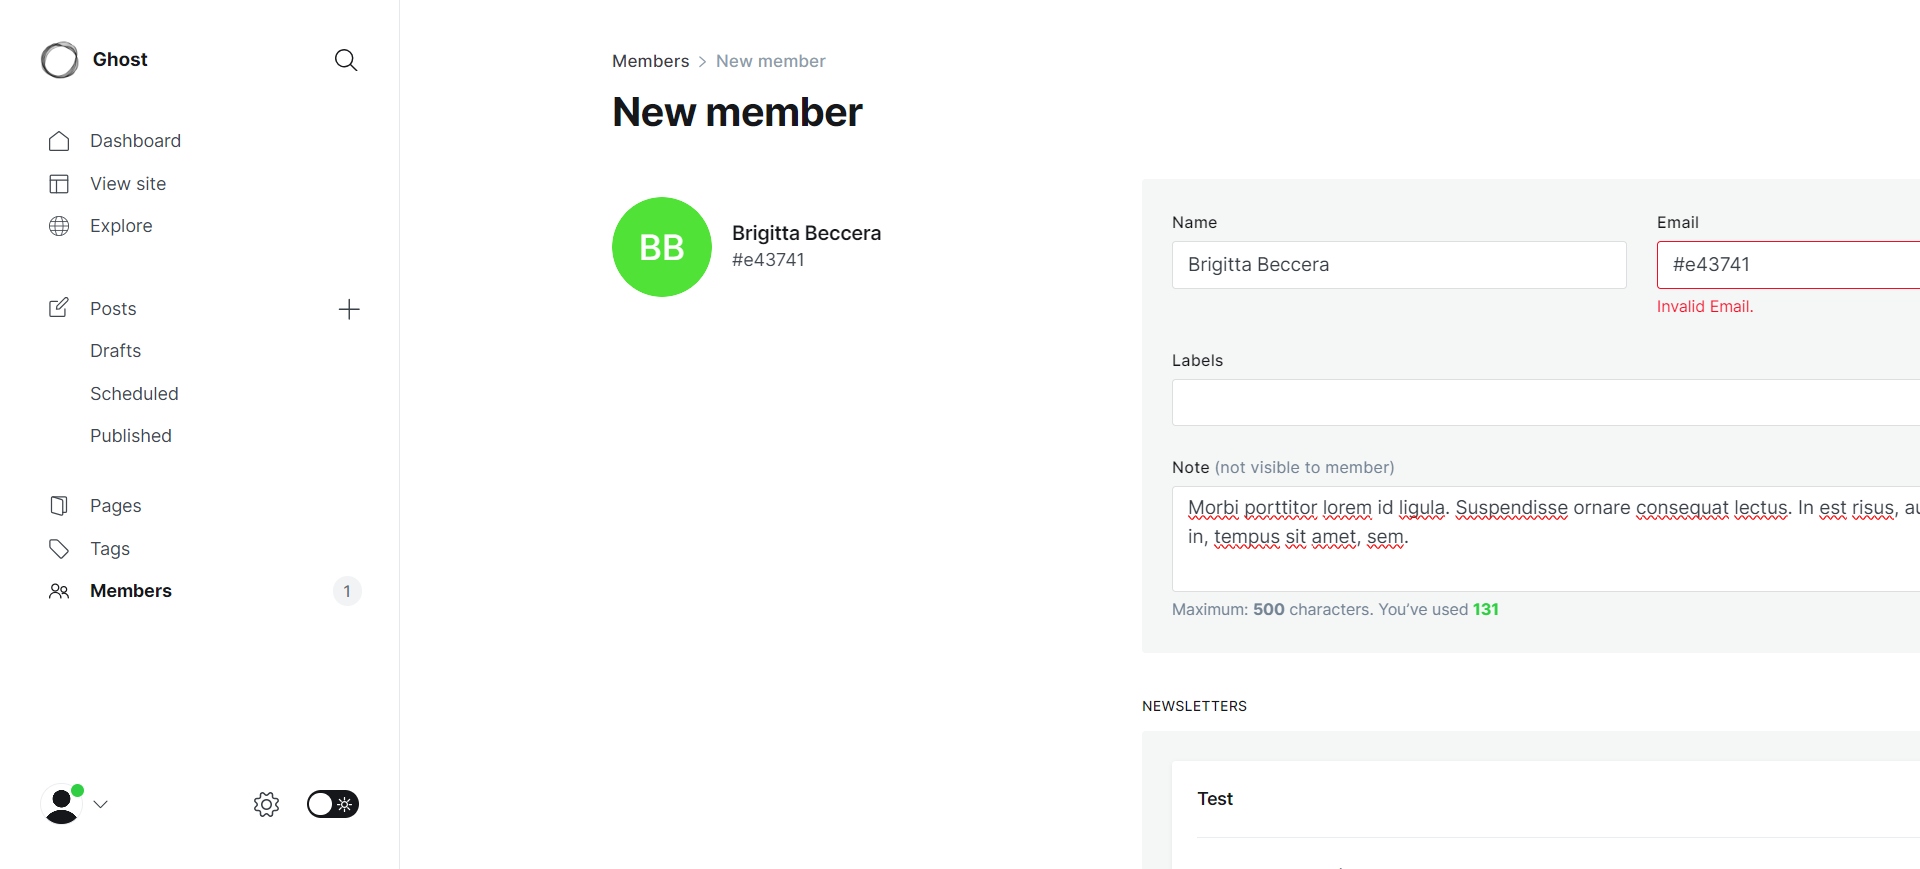 Ghost
Dashboard
View site
Explore
Posts
Drafts
Scheduled
Published
Pages
Tags
Members
1
Members > New member
New member
BB
Brigitta Beccera
#e43741
Name
Brigitta Beccera
Email
#e43741
Invalid Email.
Labels
Note (not visible to member)
Morbi porttitor lorem id ligula. Suspendisse ornare consequat lectus. In est risus,
in, tempus sit amet, sem.
Maximum: 500 characters. You’ve used 131
NEWSLETTERS
Test